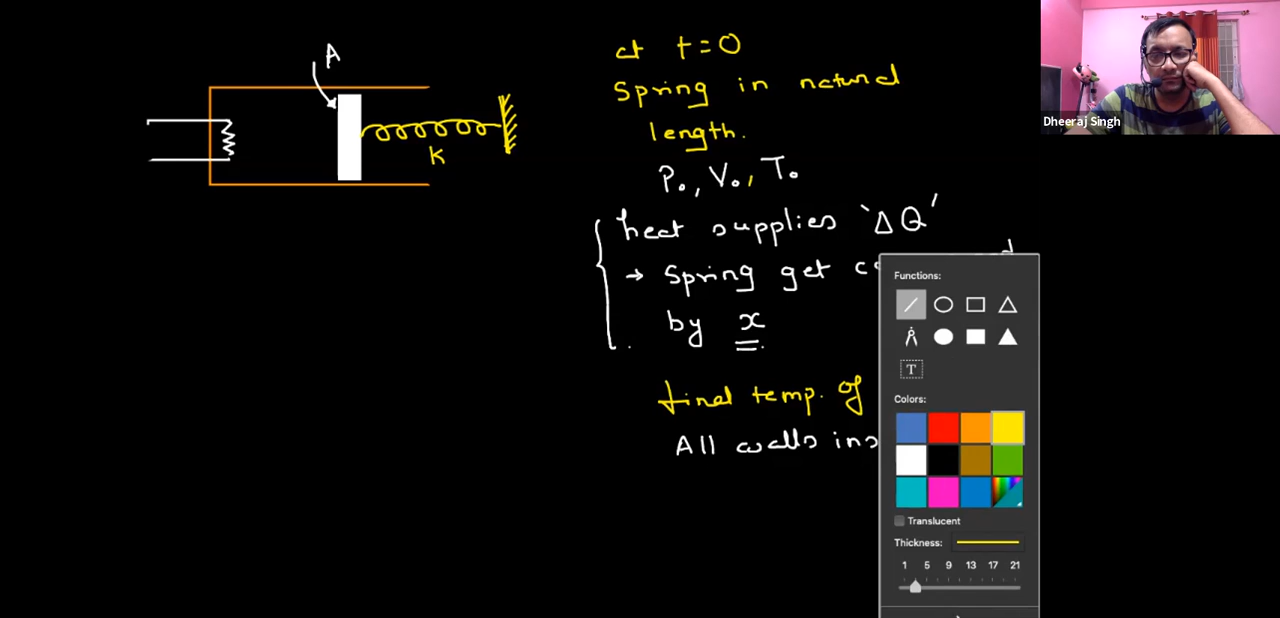 A
K
at t = 0
Spring in natural
length.
P₀, V₀, T₀
heat supplies 'ΔQ'
→ Spring get
by x
final temp. of
All walls
Dheeraj Singh
Functions:
T
Colors:
Translucent
Thickness:
1 5 9 13 17 21